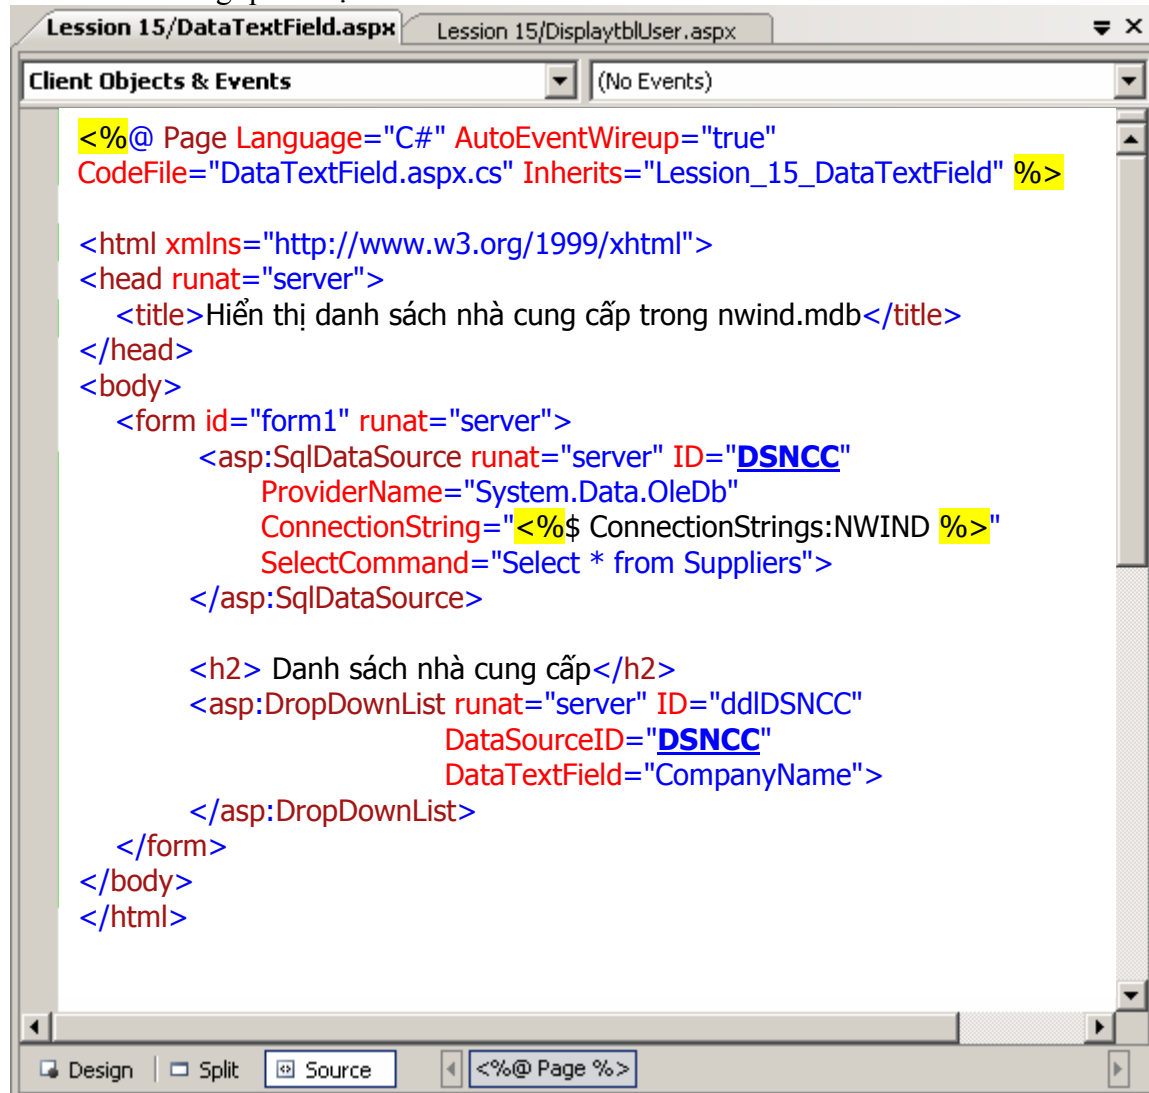 Lession 15/DataTextField.aspx Lession 15/DisplaytblUser.aspx
Client Objects & Events (No Events)
<%@ Page Language="C#" AutoEventWireup="true"
CodeFile="DataTextField.aspx.cs" Inherits="Lession_15_DataTextField" %>
<html xmlns="http://www.w3.org/1999/xhtml">
<head runat="server">
<title>Hiển thị danh sách nhà cung cấp trong nwind.mdb</title>
</head>
<body>
<form id="form1" runat="server">
<asp:SqlDataSource runat="server" ID="DSNCC"
ProviderName="System.Data.OleDb"
ConnectionString="<%$ ConnectionStrings:NWIND %>"
SelectCommand="Select * from Suppliers">
</asp:SqlDataSource>
<h2> Danh sách nhà cung cấp</h2>
<asp:DropDownList runat="server" ID="ddlDSNCC"
DataSourceID="DSNCC"
DataTextField="CompanyName">
</asp:DropDownList>
</form>
</body>
</html>
Design Split Source <%@ Page %>